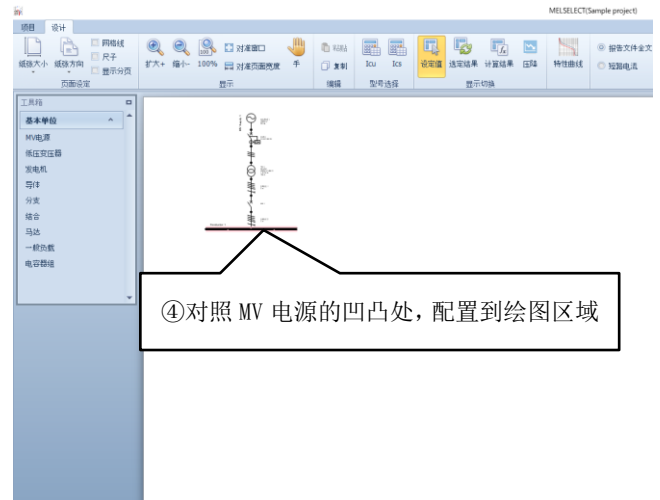 MELSELECT(Sample project)
项目 设计
纸张大小 纸张方向 网格线 尺子 显示分页
扩大+ 缩小- 100% 对准窗口 对准页面宽度 手
粘贴 复制
Icu Ics
设定值 选定结果 计算结果 压降
特性曲线
报告文件全文
短路电流
页面设定 显示 编辑 型号选择 显示切换
工具箱
基本单位
MV电源
低压变压器
发电机
导体
分支
结合
马达
一般负载
电容器组
④对照 MV 电源的凹凸处，配置到绘图区域